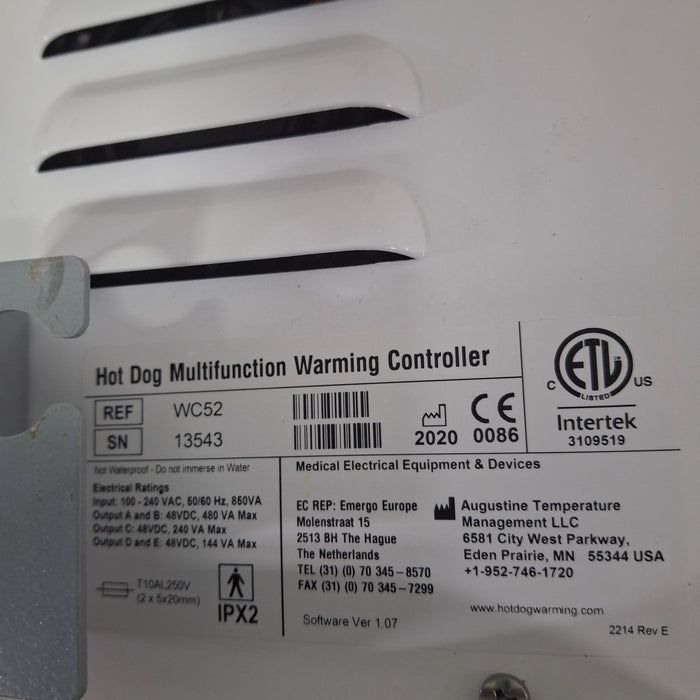 Hot Dog Multifunction Warming Controller
REF WC52
SN 13543
2020 0086
C ETL US
LISTED
Intertek
3109519
Not Waterproof - Do not immerse in Water
Electrical Ratings
Input: 100 - 240 VAC, 50/60 Hz, 850VA
Output A and B: 48VDC, 480 VA Max
Output C: 48VDC, 240 VA Max
Output D and E: 48VDC, 144 VA Max
T10AL250V
(2 x 5x20mm)
IPX2
Medical Electrical Equipment & Devices
EC REP: Emergo Europe
Molenstraat 15
2513 BH The Hague
The Netherlands
TEL (31) (0) 70 345-8570
FAX (31) (0) 70 345-7299
Software Ver 1.07
Augustine Temperature
Management LLC
6581 City West Parkway,
Eden Prairie, MN 55344 USA
+1-952-746-1720
www.hotdogwarming.com
2214 Rev E